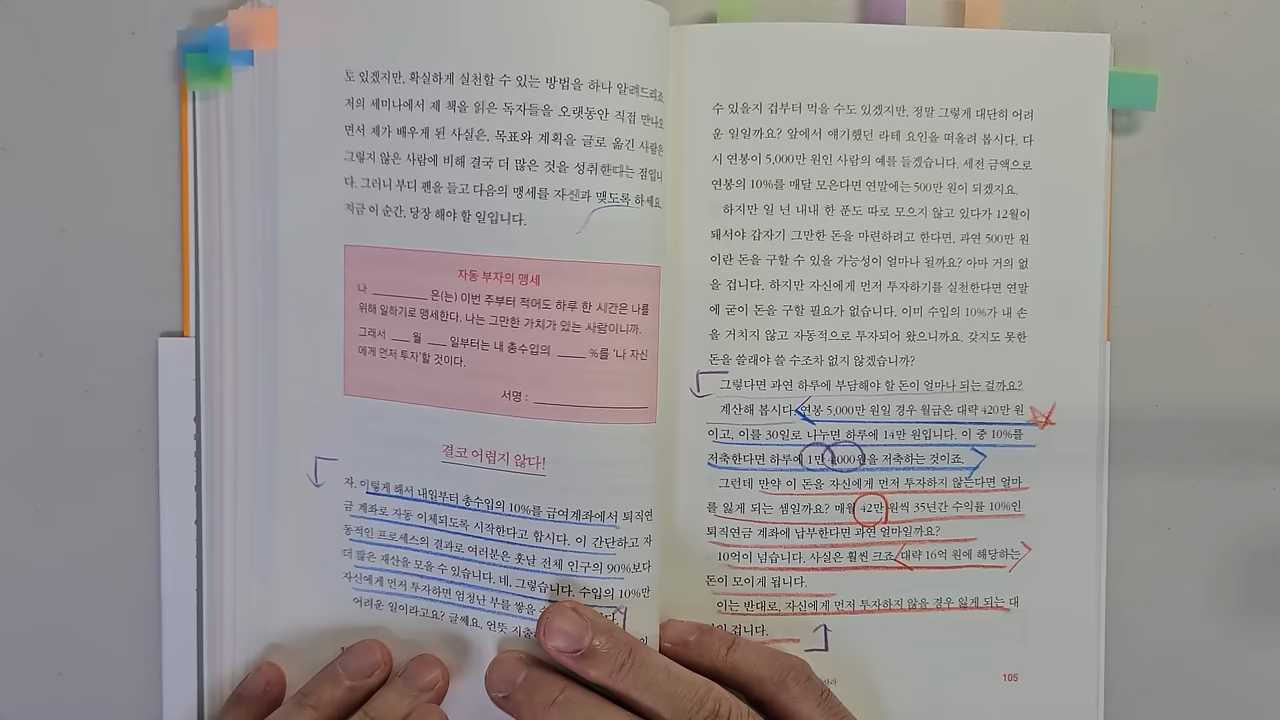 도 있겠지만, 확실하게 실천할 수 있는 방법을 하나 알려드리죠.
저의 세미나에서 제 책을 읽은 독자들을 오랫동안 직접 만나오
면서 제가 배우게 된 사실은, 목표와 계획을 글로 옮긴 사람은
그렇지 않은 사람에 비해 결국 더 많은 것을 성취한다는 점입니
다. 그러니 부디 펜을 들고 다음의 맹세를 자신과 맺도록 하세요.
지금 이 순간, 당장 해야 할 일입니다.
자동 부자의 맹세
나 ________ 은(는) 이번 주부터 적어도 하루 한 시간은 나를
위해 일하기로 맹세한다. 나는 그만한 가치가 있는 사람이니까.
그래서 ___월 ___일부터는 내 총수입의 ____%를 '나 자신
에게 먼저 투자'할 것이다.
서명 : ______________
결코 어렵지 않다!
자. 이렇게 해서 내일부터 총수입의 10%를 급여계좌에서 퇴직연
금 계좌로 자동 이체되도록 시작한다고 합시다. 이 간단하고 자
동적인 프로세스의 결과로 여러분은 훗날 전체 인구의 90%보다
더 많은 재산을 모을 수 있습니다. 네, 그렇습니다. 수입의 10%만
자신에게 먼저 투자하면 엄청난 부를 쌓을 수
어려운 일이라고요? 글쎄요, 언뜻
수 있을지 겁부터 먹을 수도 있겠지만, 정말 그렇게 대단히 어려
운 일일까요? 앞에서 얘기했던 라테 요인을 떠올려 봅시다. 다
시 연봉이 5,000만 원인 사람의 예를 들겠습니다. 세전 금액으로
연봉의 10%를 매달 모은다면 연말에는 500만 원이 되겠지요.
하지만 일 년 내내 한 푼도 따로 모으지 않고 있다가 12월이
돼서야 갑자기 그만한 돈을 마련하려고 한다면, 과연 500만 원
이란 돈을 구할 수 있을 가능성이 얼마나 될까요? 아마 거의 없
을 겁니다. 하지만 자신에게 먼저 투자하기를 실천한다면 연말
에 굳이 돈을 구할 필요가 없습니다. 이미 수입의 10%가 내 손
을 거치지 않고 자동적으로 투자되어 왔으니까요. 갖지도 못한
돈을 쓸래야 쓸 수조차 없지 않겠습니까?
그렇다면 과연 하루에 부담해야 할 돈이 얼마나 되는 걸까요?
계산해 봅시다. 연봉 5,000만 원일 경우 월급은 대략 420만 원
이고, 이를 30일로 나누면 하루에 14만 원입니다. 이 중 10%를
저축한다면 하루에 1만 4000원을 저축하는 것이죠.
그런데 만약 이 돈을 자신에게 먼저 투자하지 않는다면 얼마
를 잃게 되는 셈일까요? 매월 42만 원씩 35년간 수익률 10%인
퇴직연금 계좌에 납부한다면 과연 얼마일까요?
10억이 넘습니다. 사실은 훨씬 크죠. 대략 16억 원에 해당하는
돈이 모이게 됩니다.
이는 반대로, 자신에게 먼저 투자하지 않을 경우 잃게 되는 대
겁니다.
105